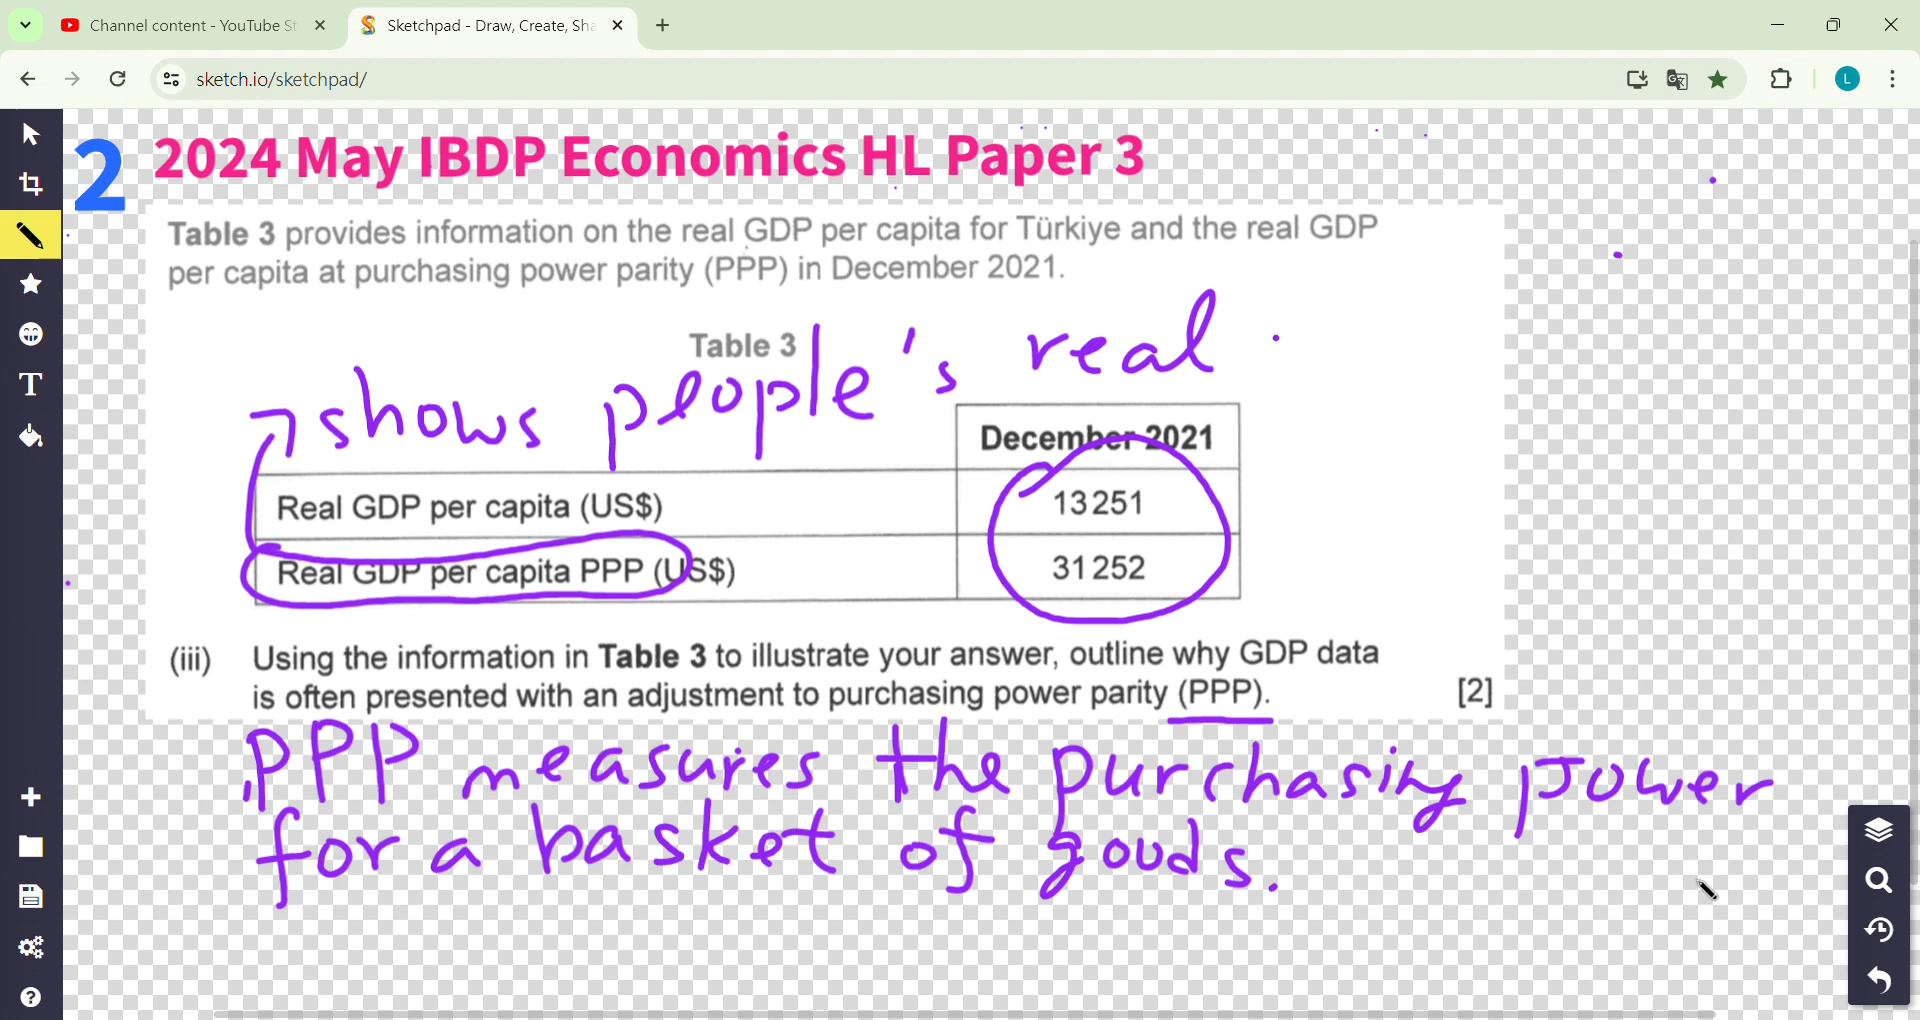 Channel content - YouTube St
Sketchpad - Draw, Create, Sha
sketch.io/sketchpad/
L
2 2024 May IBDP Economics HL Paper 3
Table 3 provides information on the real GDP per capita for Türkiye and the real GDP
per capita at purchasing power parity (PPP) in December 2021.
Table 3
shows people's real
December 2021
Real GDP per capita (US$) 13 251
Real GDP per capita PPP (US$) 31 252
(iii) Using the information in Table 3 to illustrate your answer, outline why GDP data
is often presented with an adjustment to purchasing power parity (PPP). [2]
PPP measures the purchasing power
for a basket of goods.